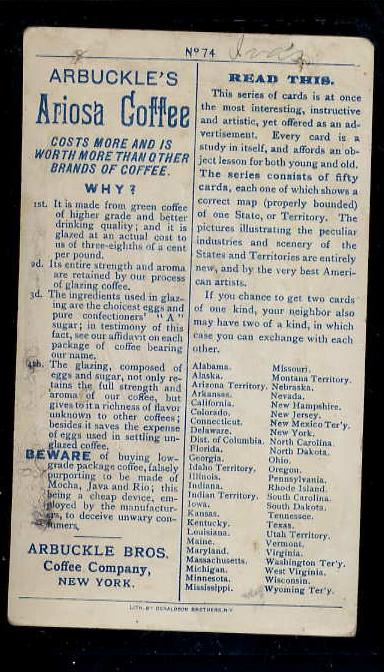 No 74
ARBUCKLE'S
Ariosa Coffee
COSTS MORE AND IS
WORTH MORE THAN OTHER
BRANDS OF COFFEE.
WHY?
1st. It is made from green coffee
of higher grade and better
drinking quality; and it is
glazed at an actual cost to
us of three-eighths of a cent
per pound.
2d. Its entire strength and aroma
are retained by our process
of glazing coffee.
3d. The ingredients used in glaz-
ing are the choicest eggs and
pure confectioners' "A"
sugar; in testimony of this
fact, see our affidavit on each
package of coffee bearing
our name.
4th. The glazing, composed of
eggs and sugar, not only re-
tains the full strength and
aroma of our coffee, but
gives to it a richness of flavor
unknown to other coffees;
besides it saves the expense
of eggs used in settling un-
glazed coffee.
BEWARE of buying low-
grade package coffee, falsely
purporting to be made of
Mocha, Java and Rio; this
being a cheap device, em-
ployed by the manufactur-
ers, to deceive unwary con-
sumers.
ARBUCKLE BROS.
Coffee Company,
NEW YORK.
READ THIS.
This series of cards is at once
the most interesting, instructive
and artistic, yet offered as an ad-
vertisement. Every card is a
study in itself, and affords an ob-
ject lesson for both young and old.
The series consists of fifty
cards, each one of which shows a
correct map (properly bounded)
of one State, or Territory. The
pictures illustrating the peculiar
industries and scenery of the
States and Territories are entirely
new, and by the very best Ameri-
can artists.
If you chance to get two cards
of one kind, your neighbor also
may have two of a kind, in which
case you can exchange with each
other.
Alabama.
Alaska.
Arizona Territory.
Arkansas.
California.
Colorado.
Connecticut.
Delaware.
Dist. of Columbia.
Florida.
Georgia.
Idaho Territory.
Illinois.
Indiana.
Indian Territory.
Iowa.
Kansas.
Kentucky.
Louisiana.
Maine.
Maryland.
Massachusetts.
Michigan.
Minnesota.
Mississippi.
Missouri.
Montana Territory.
Nebraska.
Nevada.
New Hampshire.
New Jersey.
New Mexico Ter'y.
New York.
North Carolina
North Dakota.
Ohio.
Oregon.
Pennsylvania.
Rhode Island.
South Carolina.
South Dakota.
Tennessee.
Texas.
Utah Territory.
Vermont.
Virginia.
Washington Ter'y.
West Virginia.
Wisconsin.
Wyoming Ter'y.
LITH. BY DONALDSON BROTHERS, N.Y.